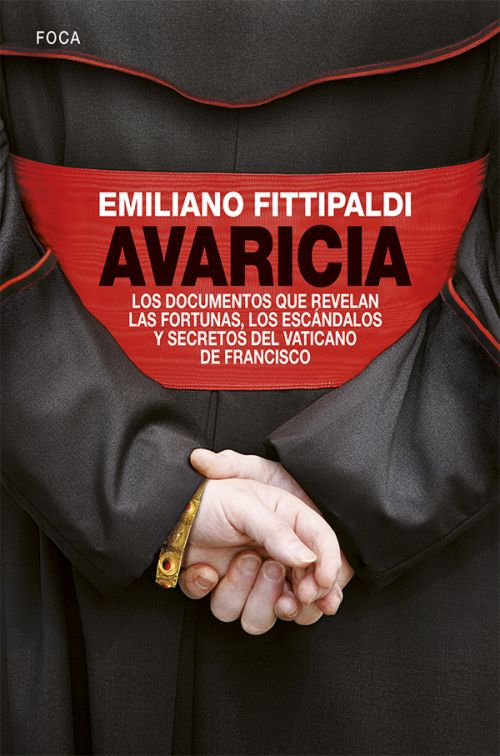 FOCA
EMILIANO FITTIPALDI
AVARICIA
LOS DOCUMENTOS QUE REVELAN
LAS FORTUNAS, LOS ESCÁNDALOS
Y SECRETOS DEL VATICANO
DE FRANCISCO